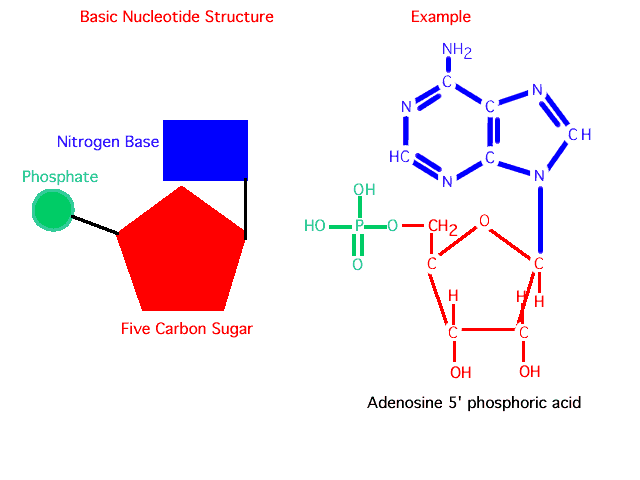 Basic Nucleotide Structure
Example
NH2
C
N
C
N
CH
HC
C
N
N
Nitrogen Base
Phosphate
OH
HO
P
O
CH2
O
O
C
C
H
H
H
C
C
OH
OH
Five Carbon Sugar
Adenosine 5' phosphoric acid